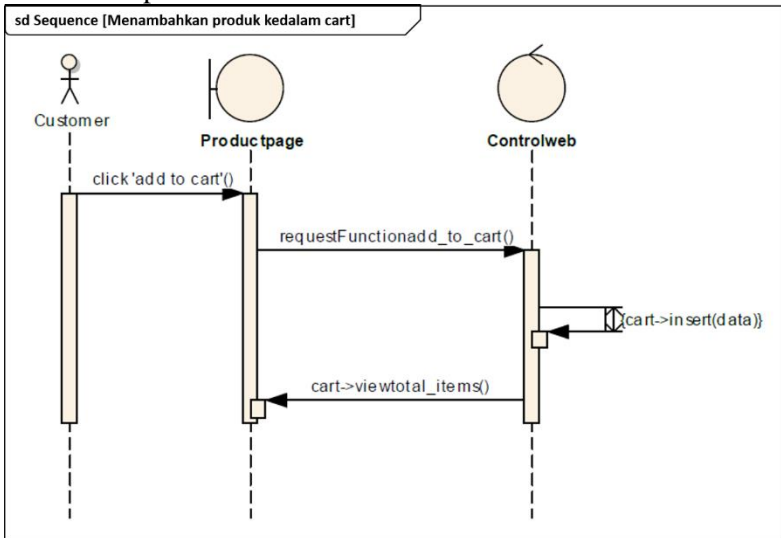 sd Sequence [Menambahkan produk kedalam cart]
Customer
Productpage
Controlweb
click'add to cart'()
requestFunctionadd_to_cart()
{cart->insert(data)}
cart->viewtotal_items()